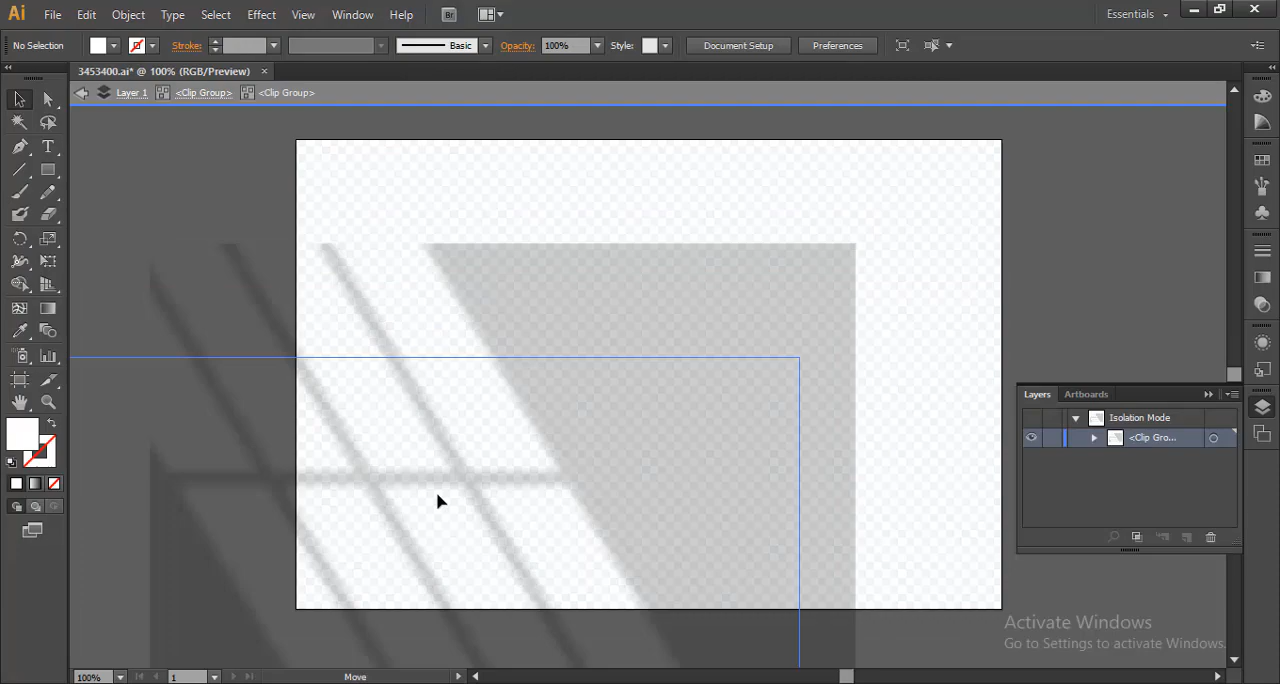 Ai File Edit Object Type Select Effect View Window Help Br Essentials
No Selection Stroke: Basic Opacity: 100% Style: Document Setup Preferences
3453400.ai* @ 100% (RGB/Preview) ×
Layer 1 <Clip Group> <Clip Group>
Layers Artboards
Isolation Mode
<Clip Gro...
Activate Windows
Go to Settings to activate Windows.
100% 1 Move